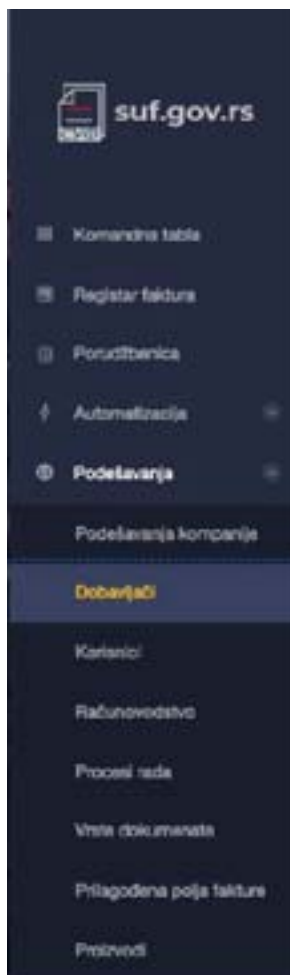 suf.gov.rs
Komandna tabla
Registar faktura
Porudžbenica
Automatizacija
Podešavanja
Podešavanja kompanije
Dobavljači
Korisnici
Računovodstvo
Procesi rada
Vrste dokumenata
Prilagođena polja fakture
Proizvodi